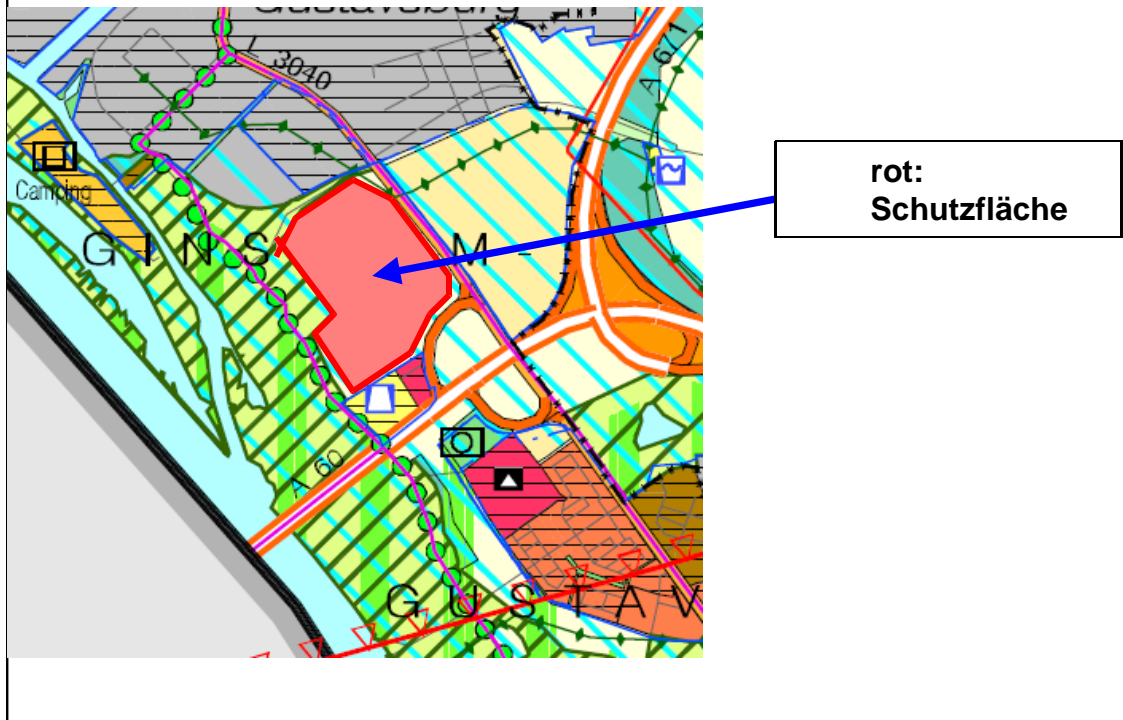 Gustavsburg
L 3040
A 671
Camping
G I N S M -
A 60
G U S T A V
rot:
Schutzfläche